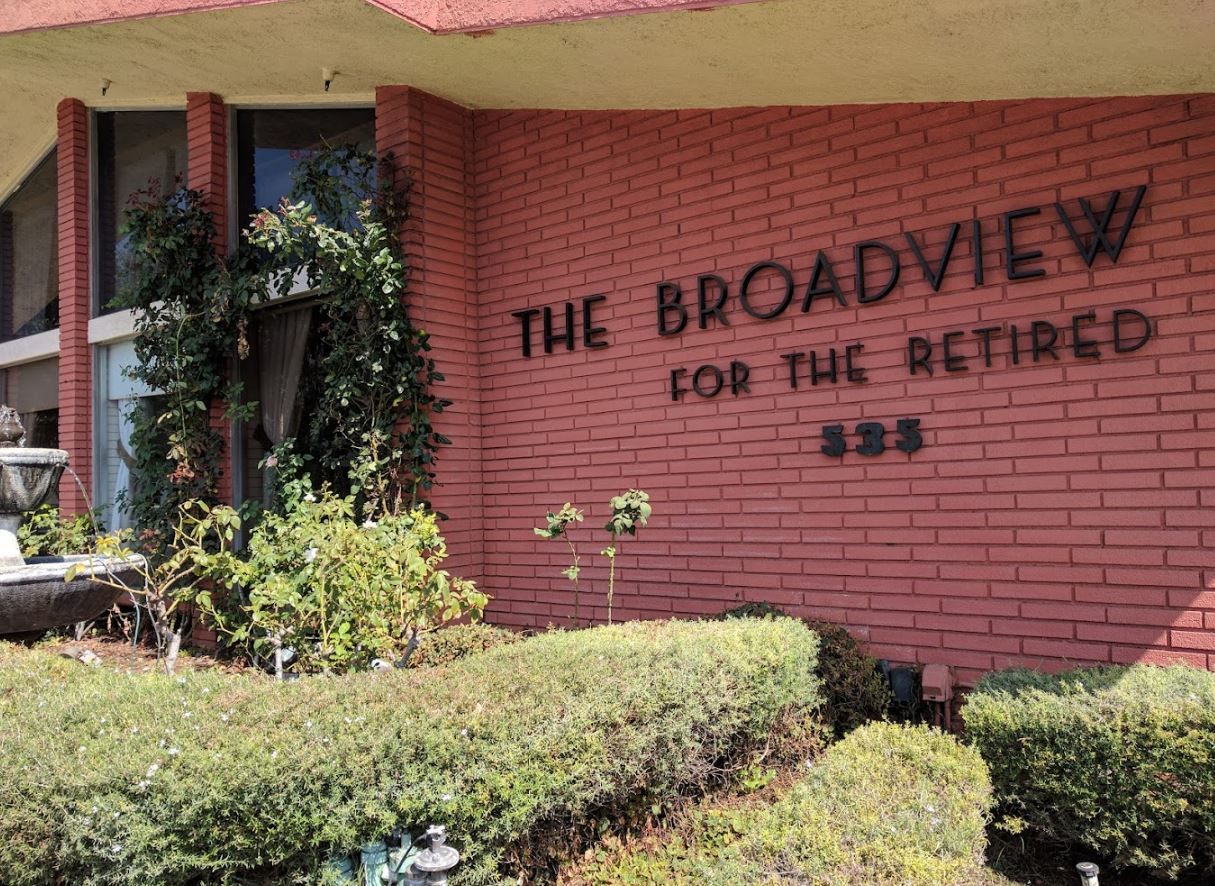 THE BROADVIEW
FOR THE RETIRED
535